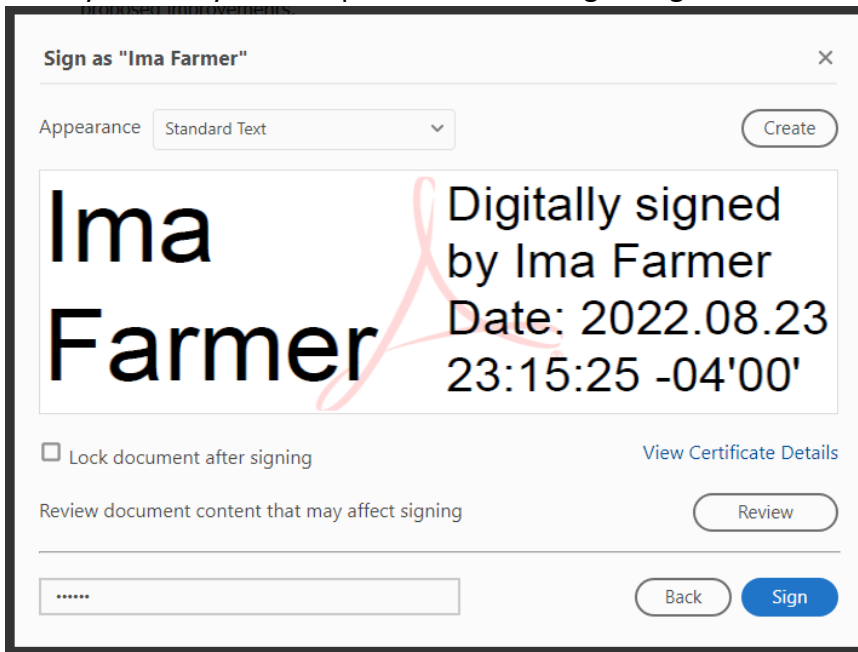 proposed improvements.
Sign as "Ima Farmer"
Appearance Standard Text Create
Ima
Farmer
Digitally signed
by Ima Farmer
Date: 2022.08.23
23:15:25 -04'00'
Lock document after signing View Certificate Details
Review document content that may affect signing Review
•••••• Back Sign